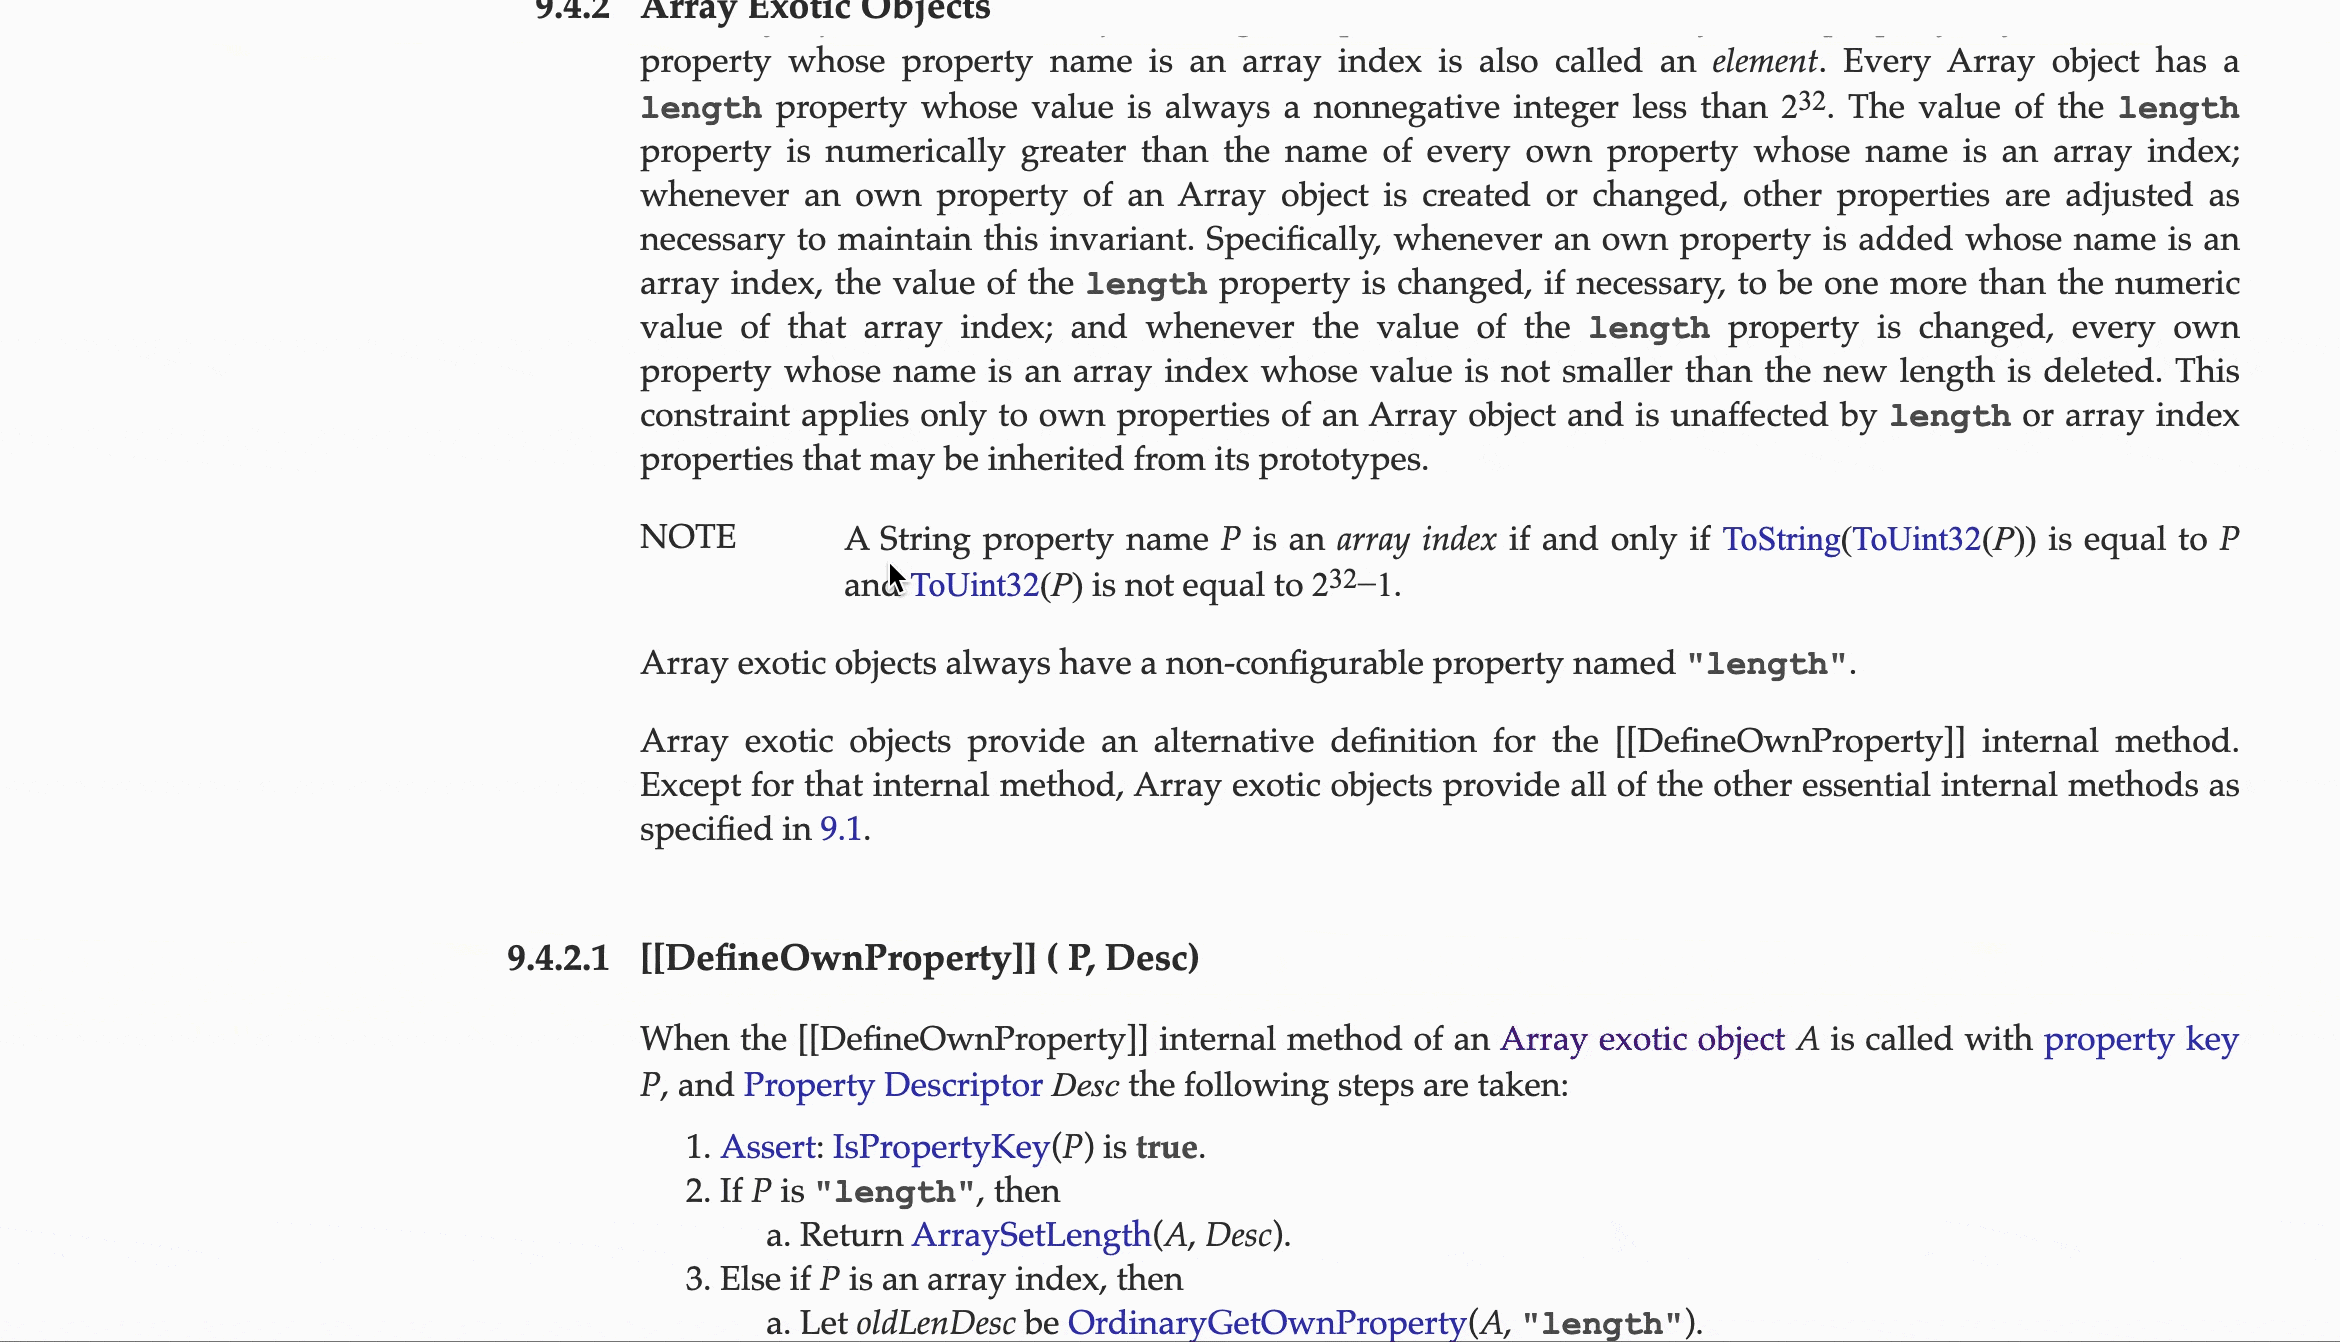 9.4.2 Array Exotic Objects
property whose property name is an array index is also called an element. Every Array object has a
length property whose value is always a nonnegative integer less than 2³². The value of the length
property is numerically greater than the name of every own property whose name is an array index;
whenever an own property of an Array object is created or changed, other properties are adjusted as
necessary to maintain this invariant. Specifically, whenever an own property is added whose name is an
array index, the value of the length property is changed, if necessary, to be one more than the numeric
value of that array index; and whenever the value of the length property is changed, every own
property whose name is an array index whose value is not smaller than the new length is deleted. This
constraint applies only to own properties of an Array object and is unaffected by length or array index
properties that may be inherited from its prototypes.
NOTE A String property name P is an array index if and only if ToString(ToUint32(P)) is equal to P
and ToUint32(P) is not equal to 2³²−1.
Array exotic objects always have a non-configurable property named "length".
Array exotic objects provide an alternative definition for the [[DefineOwnProperty]] internal method.
Except for that internal method, Array exotic objects provide all of the other essential internal methods as
specified in 9.1.
9.4.2.1 [[DefineOwnProperty]] ( P, Desc)
When the [[DefineOwnProperty]] internal method of an Array exotic object A is called with property key
P, and Property Descriptor Desc the following steps are taken:
1. Assert: IsPropertyKey(P) is true.
2. If P is "length", then
a. Return ArraySetLength(A, Desc).
3. Else if P is an array index, then
a. Let oldLenDesc be OrdinaryGetOwnProperty(A, "length").